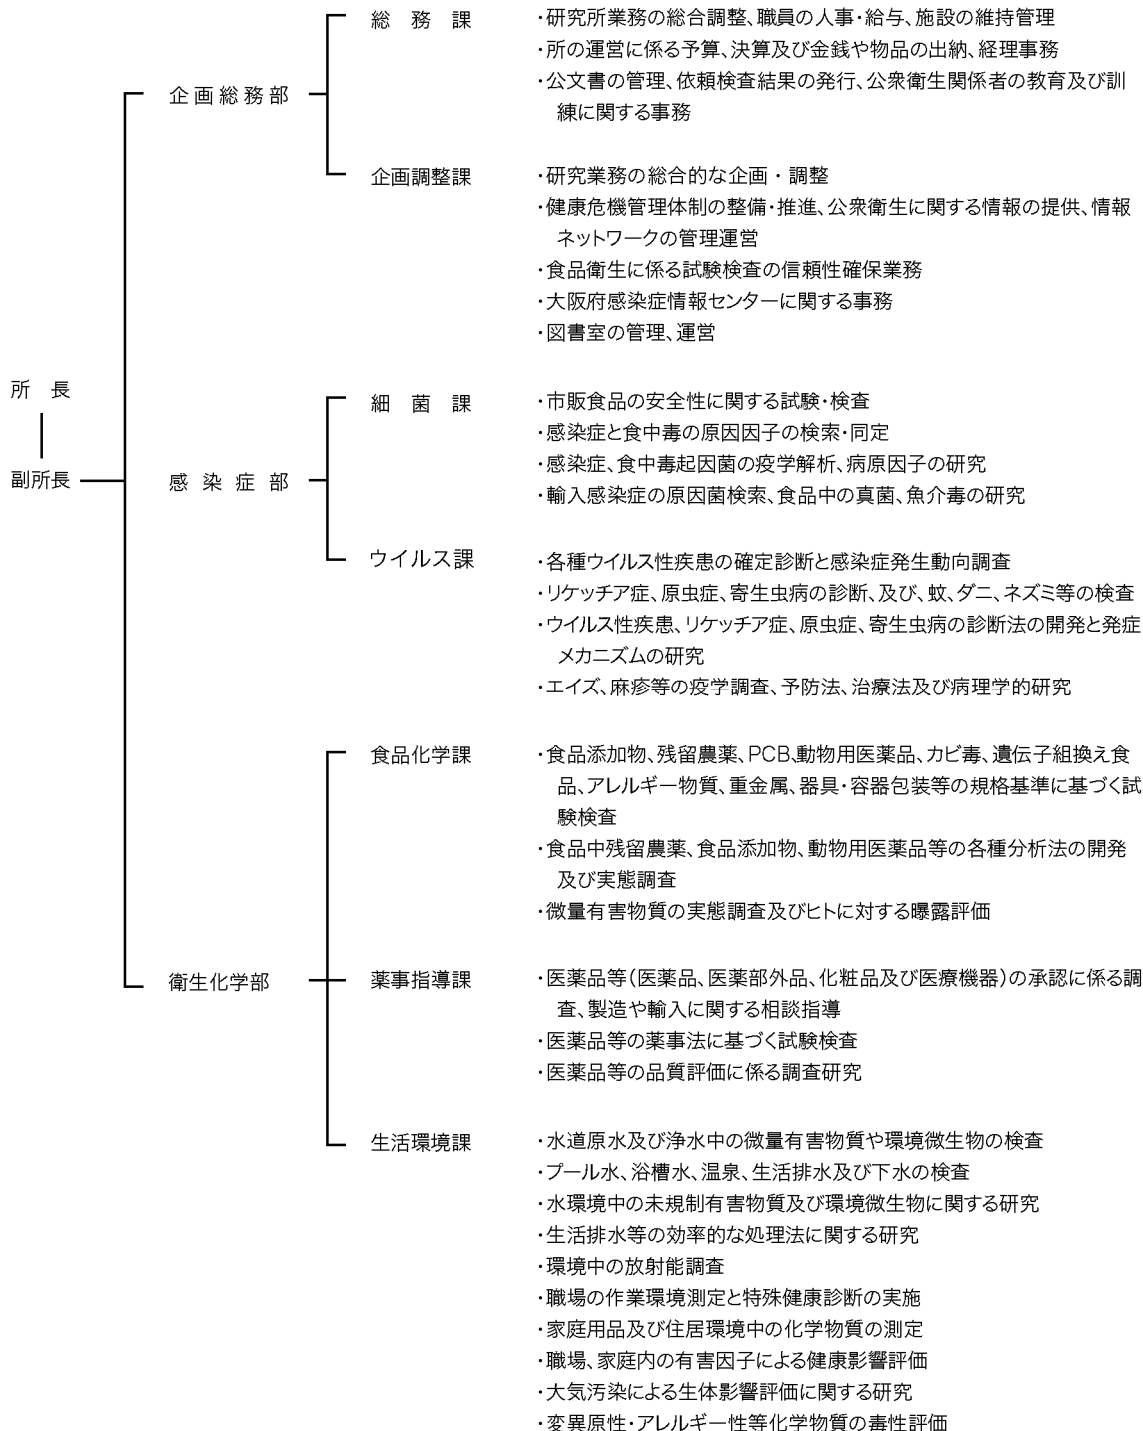 総務課
・研究所業務の総合調整、職員の人事・給与、施設の維持管理
・所の運営に係る予算、決算及び金銭や物品の出納、経理事務
企画総務部
・公文書の管理、依頼検査結果の発行、公衆衛生関係者の教育及び訓
練に関する事務
企画調整課
・研究業務の総合的な企画・調整
・健康危機管理体制の整備・推進、公衆衛生に関する情報の提供、情報
ネットワークの管理運営
・食品衛生に係る試験検査の信頼性確保業務
・大阪府感染症情報センターに関する事務
・図書室の管理、運営
所長
副所長
感染症部
細菌課
・市販食品の安全性に関する試験・検査
・感染症と食中毒の原因因子の検索・同定
・感染症、食中毒起因菌の疫学解析、病原因子の研究
・輸入感染症の原因菌検索、食品中の真菌、魚介毒の研究
ウイルス課
・各種ウイルス性疾患の確定診断と感染症発生動向調査
・リケッチア症、原虫症、寄生虫病の診断、及び、蚊、ダニ、ネズミ等の検査
・ウイルス性疾患、リケッチア症、原虫症、寄生虫病の診断法の開発と発症
メカニズムの研究
・エイズ、麻疹等の疫学調査、予防法、治療法及び病理学的研究
食品化学課
・食品添加物、残留農薬、PCB、動物用医薬品、カビ毒、遺伝子組換え食
品、アレルギー物質、重金属、器具・容器包装等の規格基準に基づく試
験検査
・食品中残留農薬、食品添加物、動物用医薬品等の各種分析法の開発
及び実態調査
・微量有害物質の実態調査及びヒトに対する曝露評価
衛生化学部
薬事指導課
・医薬品等(医薬品、医薬部外品、化粧品及び医療機器)の承認に係る調
査、製造や輸入に関する相談指導
・医薬品等の薬事法に基づく試験検査
・医薬品等の品質評価に係る調査研究
生活環境課
・水道原水及び浄水中の微量有害物質や環境微生物の検査
・プール水、浴槽水、温泉、生活排水及び下水の検査
・水環境中の未規制有害物質及び環境微生物に関する研究
・生活排水等の効率的な処理法に関する研究
・環境中の放射能調査
・職場の作業環境測定と特殊健康診断の実施
・家庭用品及び住居環境中の化学物質の測定
・職場、家庭内の有害因子による健康影響評価
・大気汚染による生体影響評価に関する研究
・変異原性・アレルギー性等化学物質の毒性評価